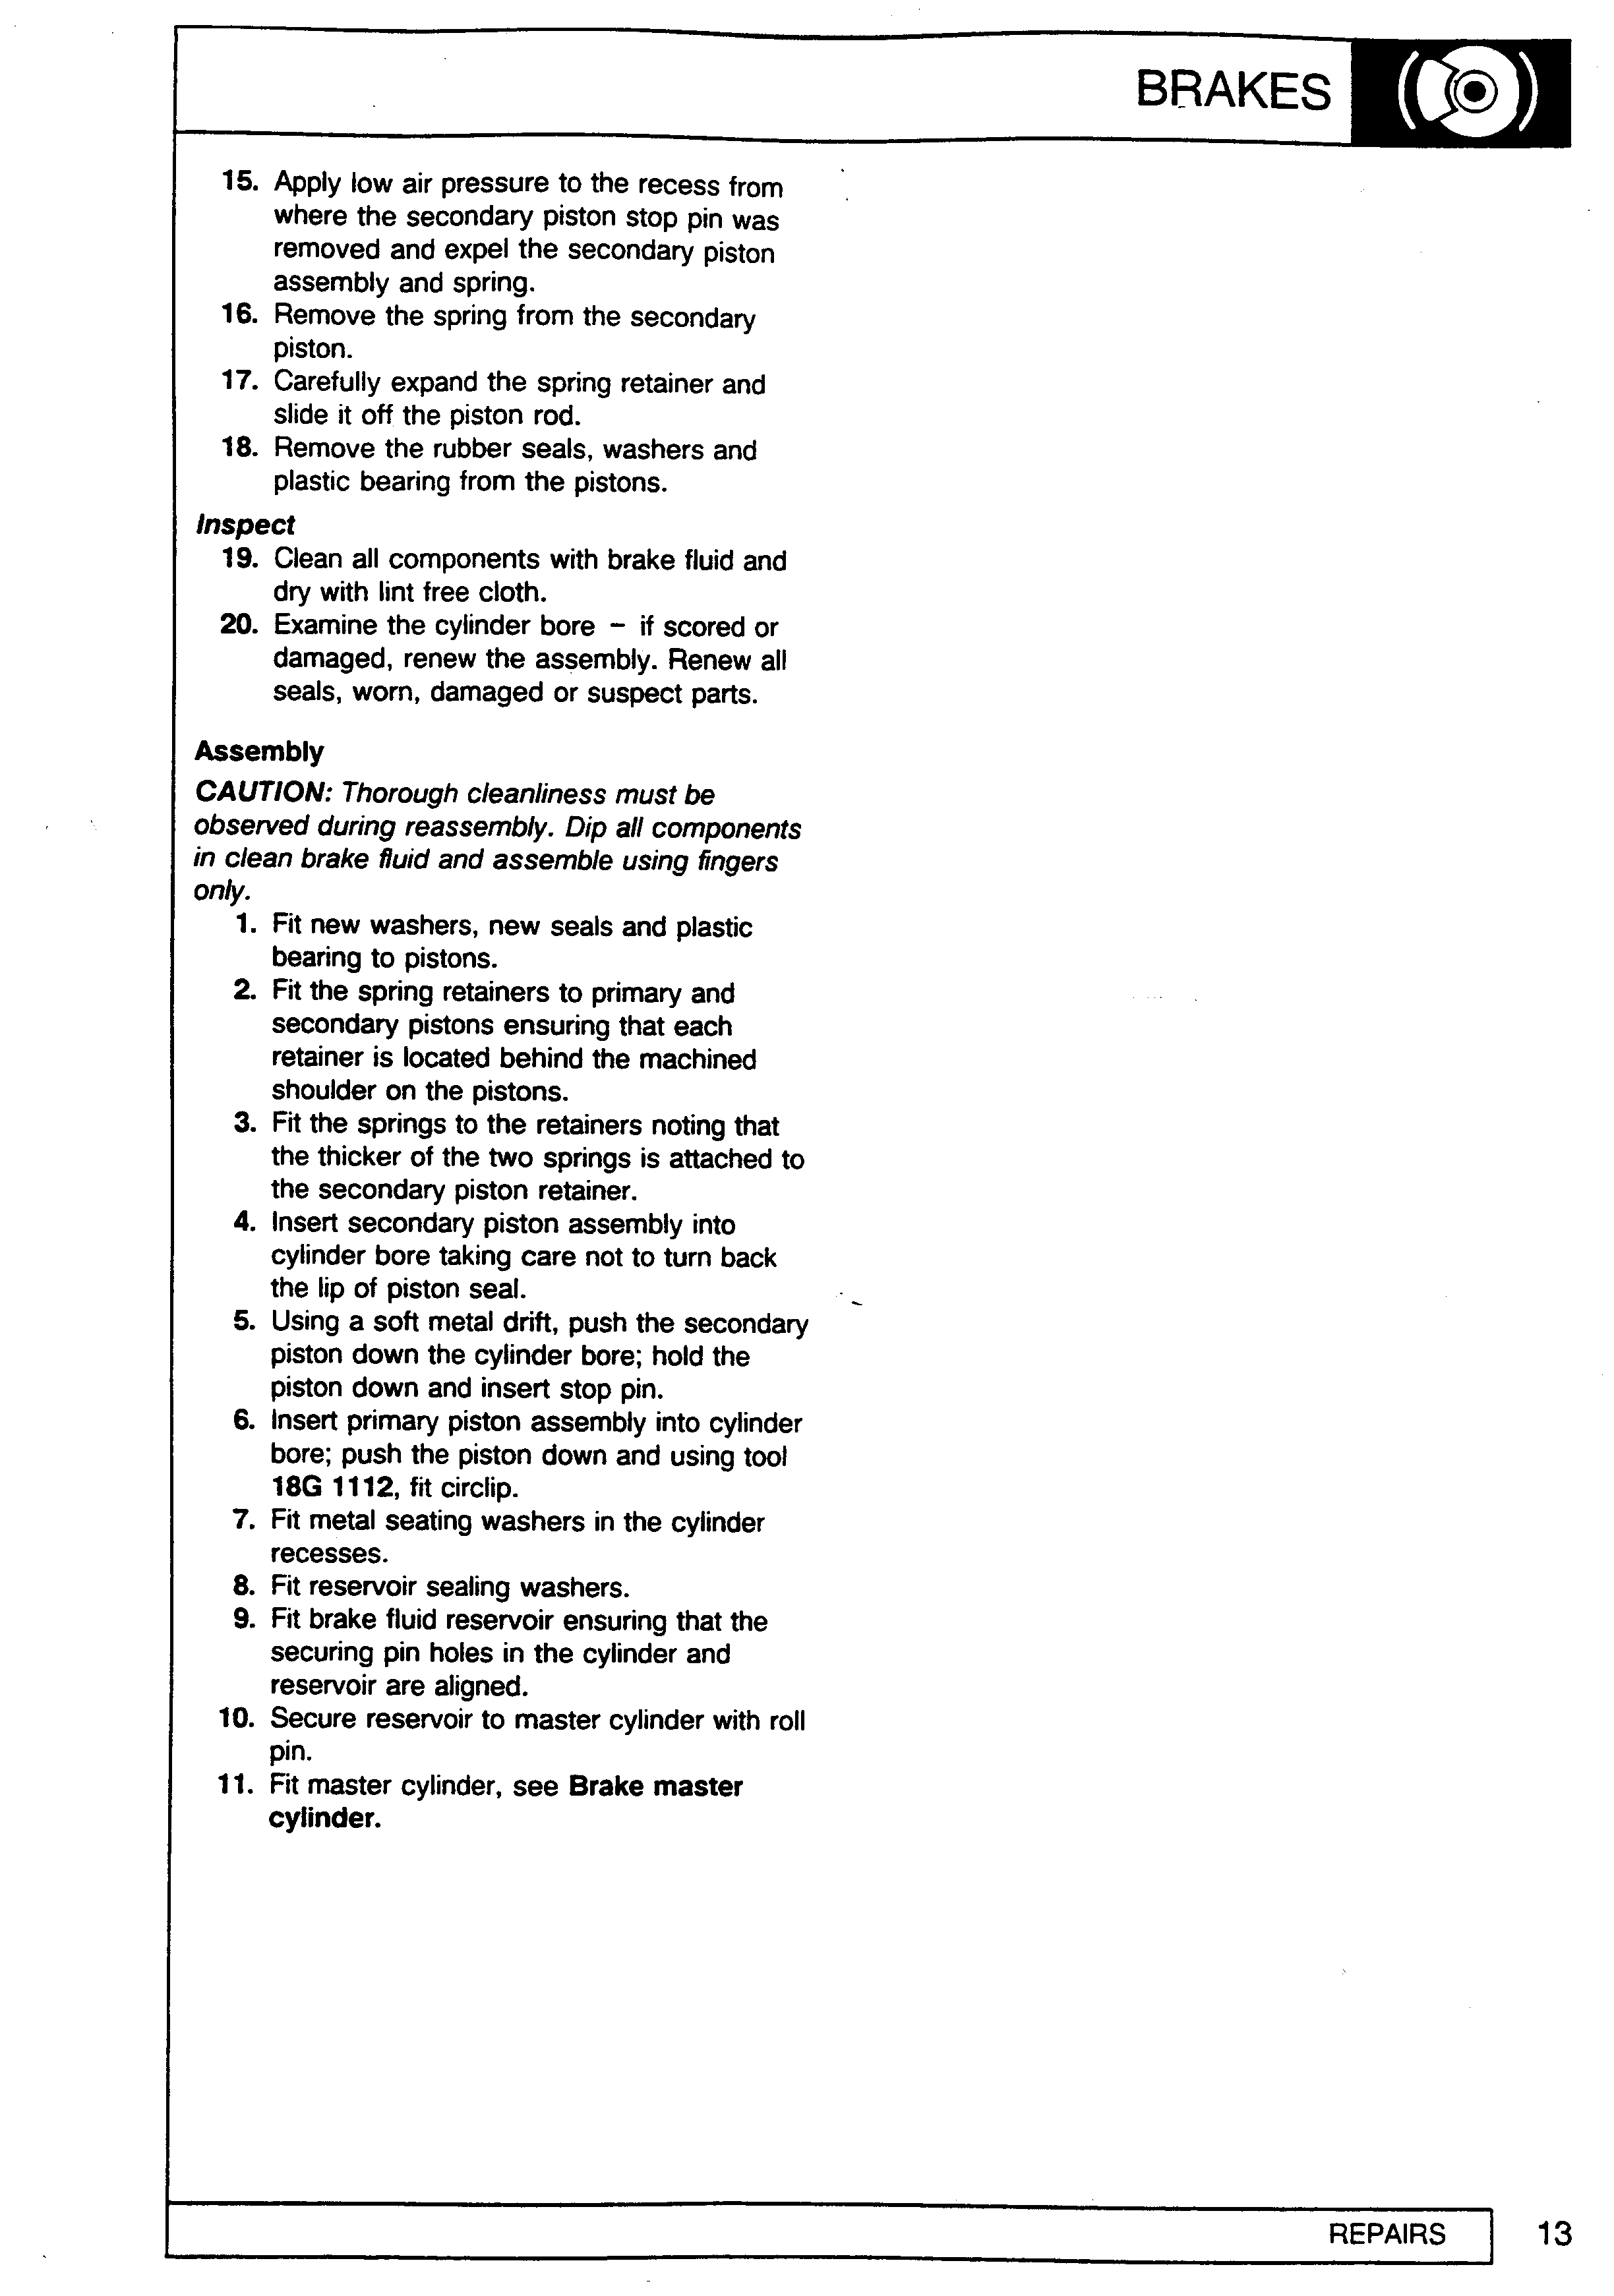 BRAKES
15. Apply low air pressure to the recess from
where the secondary piston stop pin was
removed and expel the secondary piston
assembly and spring.
16. Remove the spring from the secondary
piston.
17. Carefully expand the spring retainer and
slide it off the piston rod.
18. Remove the rubber seals, washers and
plastic bearing from the pistons.
Inspect
19. Clean all components with brake fluid and
dry with lint free cloth.
20. Examine the cylinder bore – if scored or
damaged, renew the assembly. Renew all
seals, worn, damaged or suspect parts.
Assembly
CAUTION: Thorough cleanliness must be
observed during reassembly. Dip all components
in clean brake fluid and assemble using fingers
only.
1. Fit new washers, new seals and plastic
bearing to pistons.
2. Fit the spring retainers to primary and
secondary pistons ensuring that each
retainer is located behind the machined
shoulder on the pistons.
3. Fit the springs to the retainers noting that
the thicker of the two springs is attached to
the secondary piston retainer.
4. Insert secondary piston assembly into
cylinder bore taking care not to turn back
the lip of piston seal.
5. Using a soft metal drift, push the secondary
piston down the cylinder bore; hold the
piston down and insert stop pin.
6. Insert primary piston assembly into cylinder
bore; push the piston down and using tool
18G 1112, fit circlip.
7. Fit metal seating washers in the cylinder
recesses.
8. Fit reservoir sealing washers.
9. Fit brake fluid reservoir ensuring that the
securing pin holes in the cylinder and
reservoir are aligned.
10. Secure reservoir to master cylinder with roll
pin.
11. Fit master cylinder, see Brake master
cylinder.
REPAIRS
13